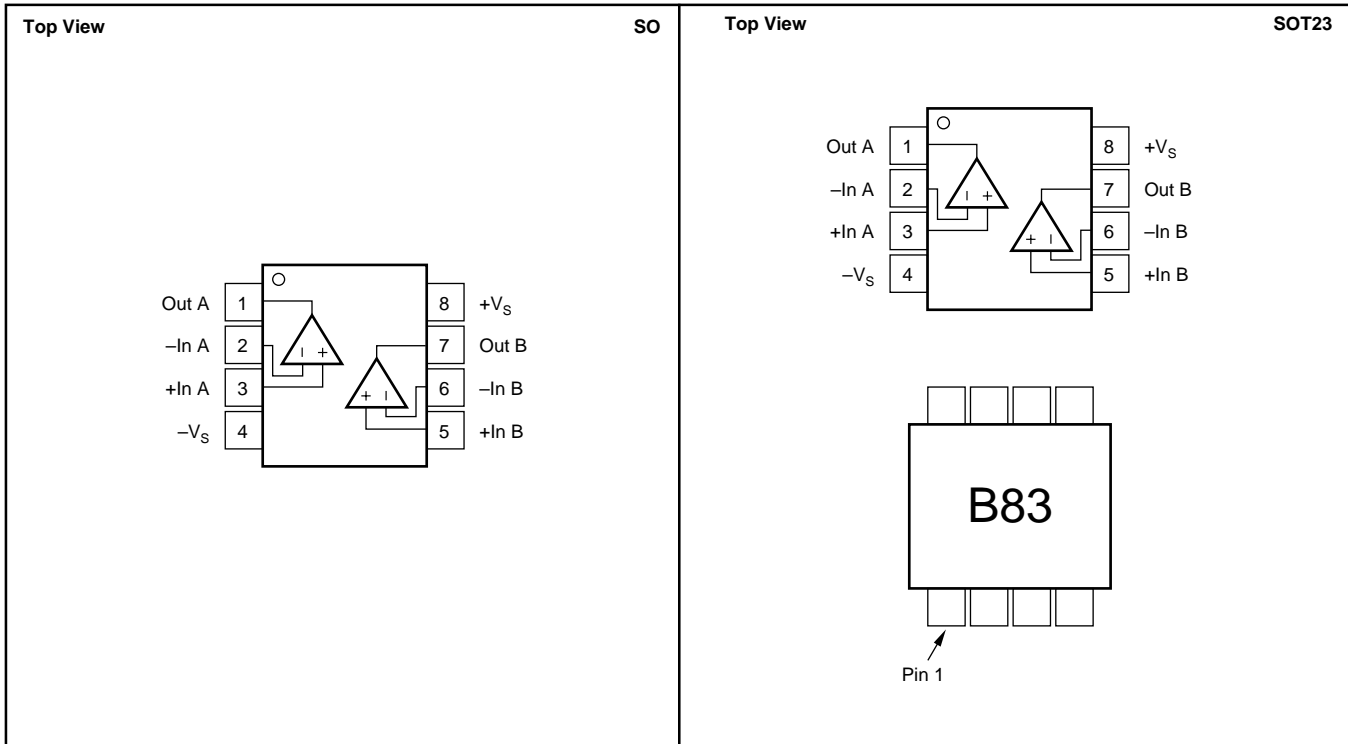 Top View SO
Out A 1 8 +VS
–In A 2 7 Out B
+In A 3 6 –In B
–VS 4 5 +In B
– +
+ –
Top View SOT23
Out A 1 8 +VS
–In A 2 7 Out B
+In A 3 6 –In B
–VS 4 5 +In B
– +
+ –
B83
Pin 1